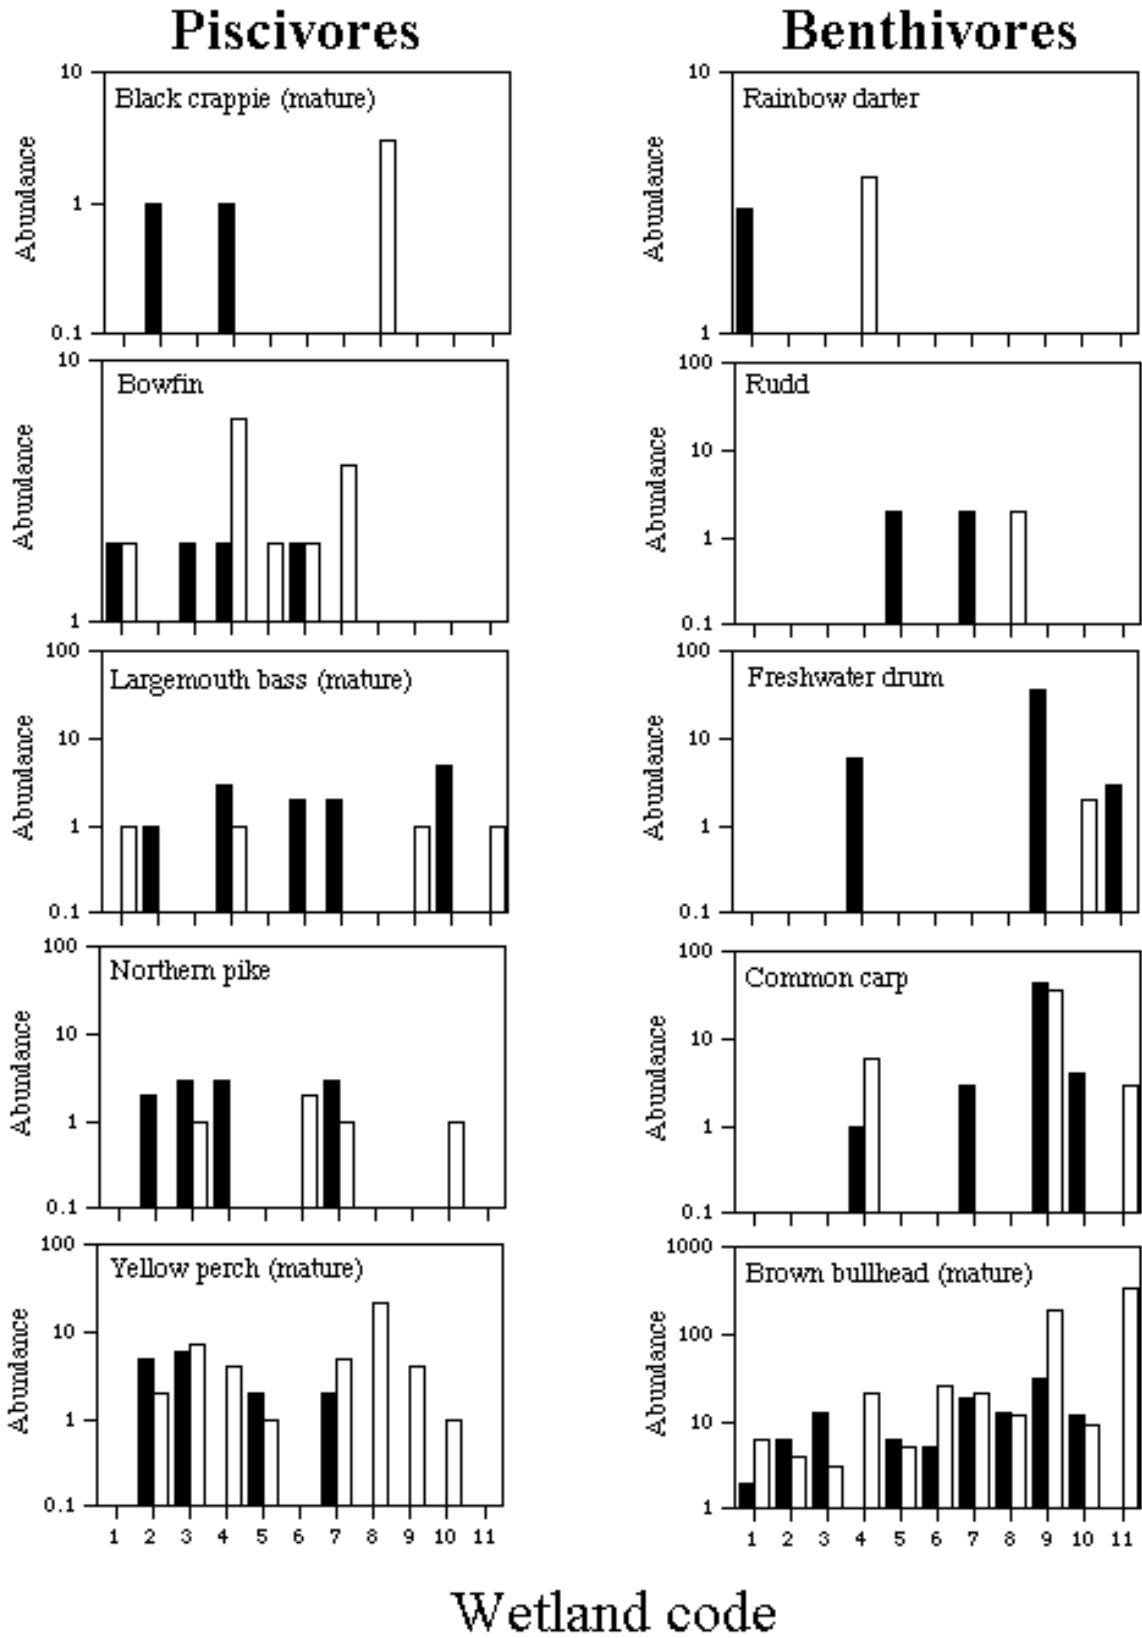 Piscivores
Black crappie (mature)
Abundance
10
1
0.1
Bowfin
Abundance
10
1
Largemouth bass (mature)
Abundance
100
10
1
0.1
Northern pike
Abundance
100
10
1
0.1
Yellow perch (mature)
Abundance
100
10
1
0.1
1 2 3 4 5 6 7 8 9 10 11
Benthivores
Rainbow darter
Abundance
10
1
Rudd
Abundance
100
10
1
0.1
Freshwater drum
Abundance
100
10
1
0.1
Common carp
Abundance
100
10
1
0.1
Brown bullhead (mature)
Abundance
1000
100
10
1
1 2 3 4 5 6 7 8 9 10 11
Wetland code